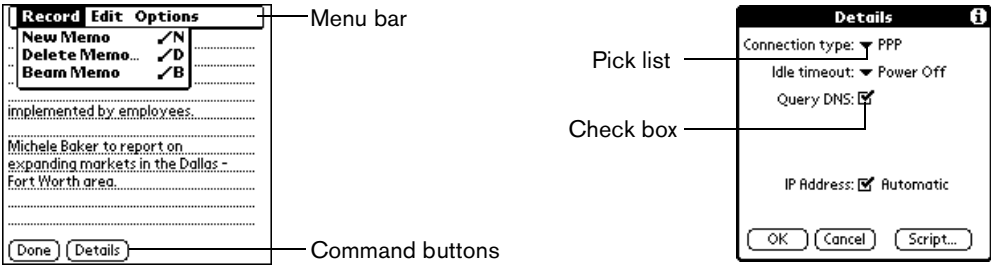 Record Edit Options
New Memo /N
Delete Memo... /D
Beam Memo /B
implemented by employees.
Michele Baker to report on
expanding markets in the Dallas -
Fort Worth area.
Done Details
Menu bar
Command buttons
Details i
Connection type: PPP
Idle timeout: Power Off
Query DNS:
IP Address: Automatic
OK Cancel Script...
Pick list
Check box